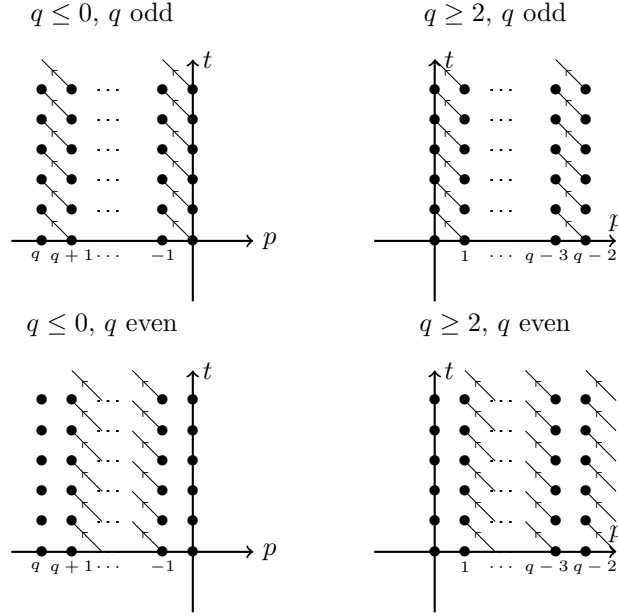 q ≤ 0, q odd
q ≥ 2, q odd
t
t
p
p
q q + 1 ··· −1
1 ··· q − 3 q − 2
··· ···
··· ···
··· ···
··· ···
··· ···
q ≤ 0, q even
q ≥ 2, q even
t
t
p
p
q q + 1 ··· −1
1 ··· q − 3 q − 2
··· ···
··· ···
··· ···
··· ···
··· ···